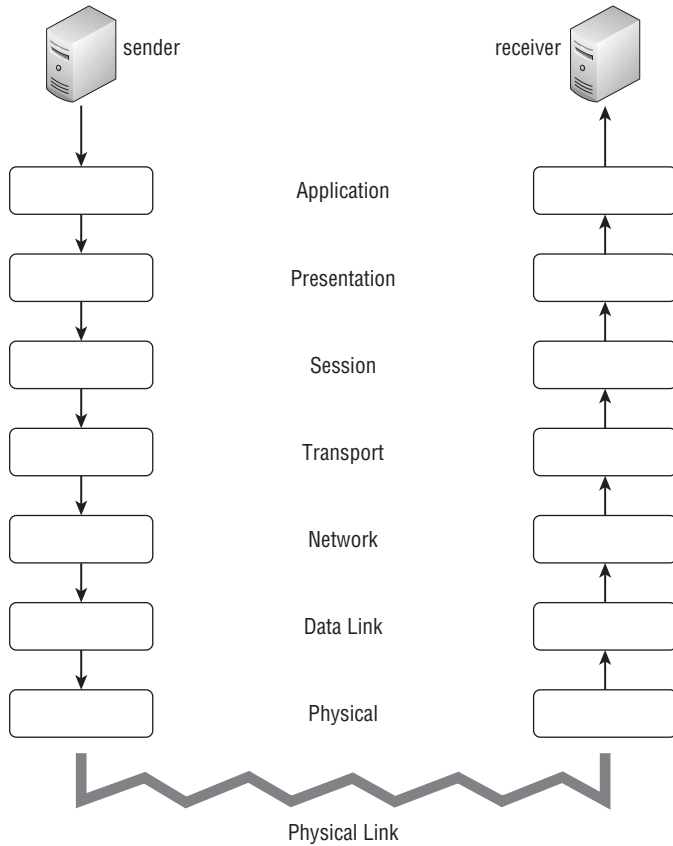 sender
receiver
Application
Presentation
Session
Transport
Network
Data Link
Physical
Physical Link